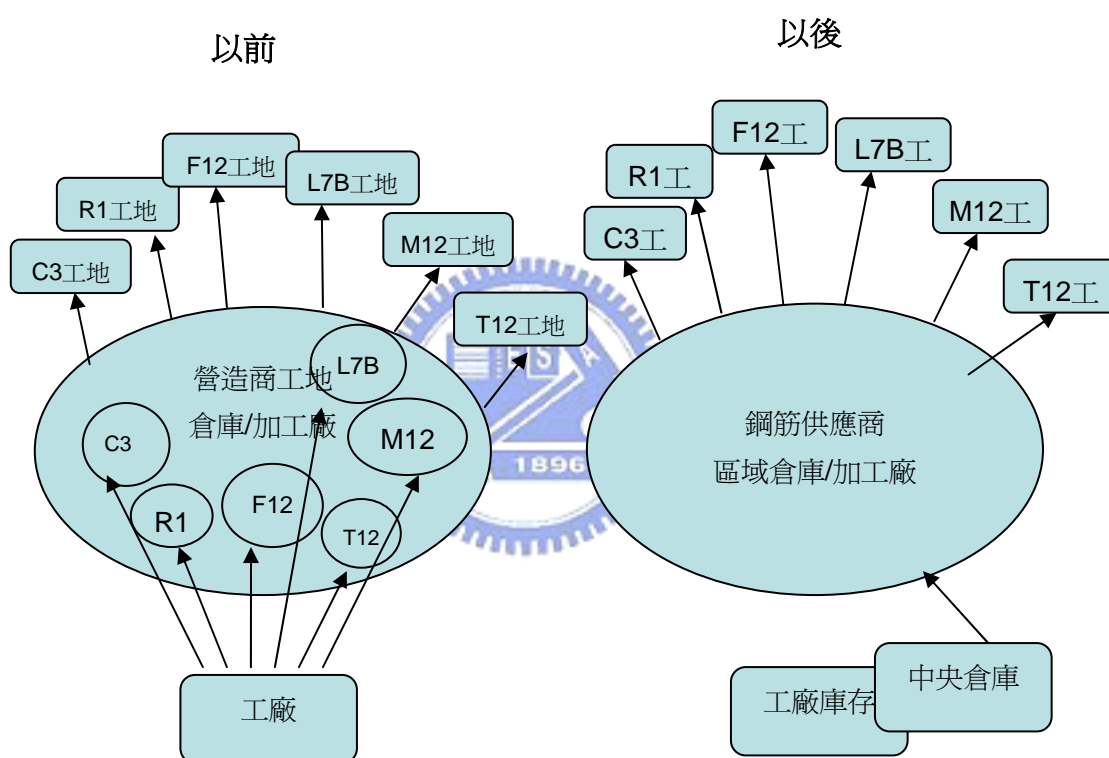 以前
以後
F12工地
L7B工地
R1工地
M12工地
C3工地
T12工地
營造商工地
倉庫/加工廠
L7B
C3
M12
R1
F12
T12
工廠
F12工
L7B工
R1工
M12工
C3工
T12工
鋼筋供應商
區域倉庫/加工廠
工廠庫存
中央倉庫
E S A
1896